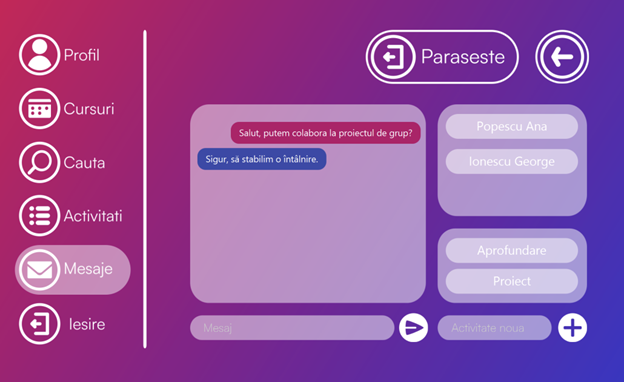 Profil
Cursuri
Cauta
Activitati
Mesaje
Iesire
Paraseste
Salut, putem colabora la proiectul de grup?
Sigur, să stabilim o întâlnire.
Mesaj
Popescu Ana
Ionescu George
Aprofundare
Proiect
Activitate noua